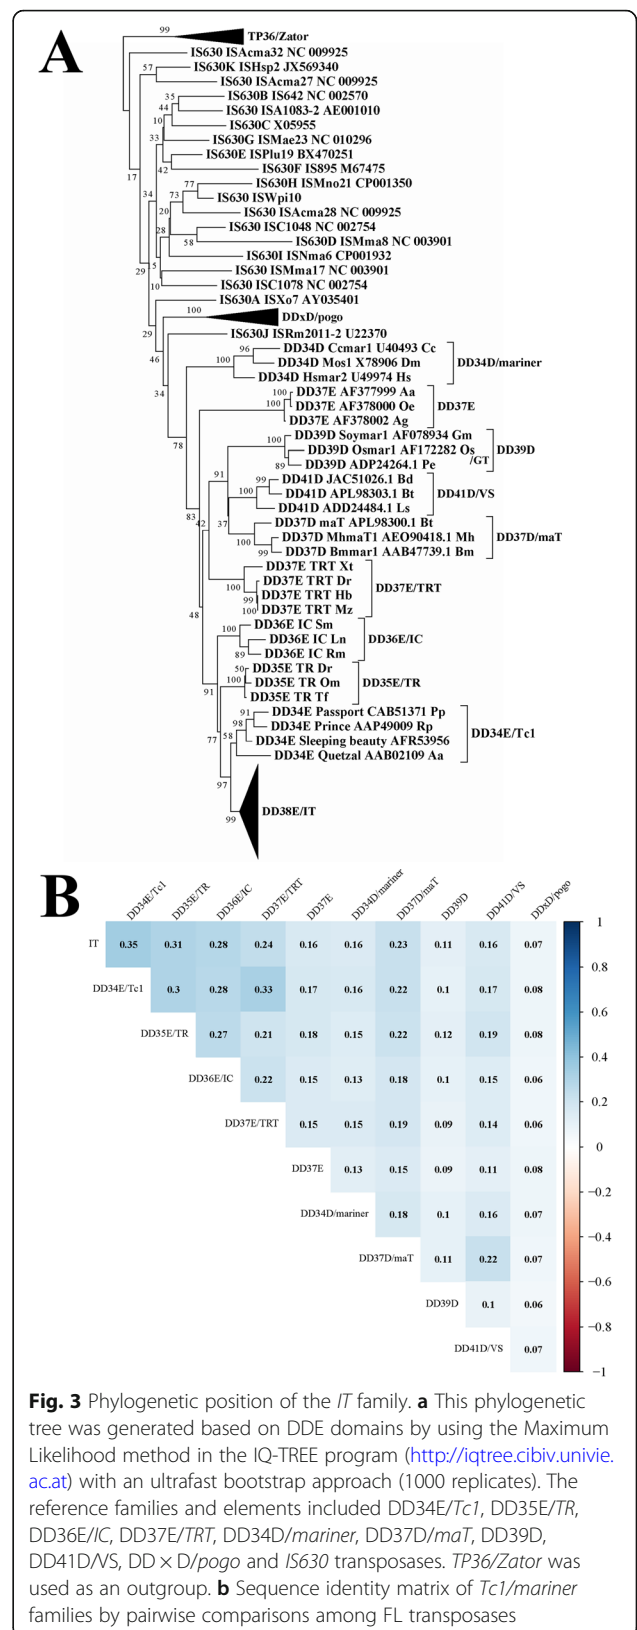 A
99
TP36/Zator
IS630 ISAcma32 NC 009925
57
IS630K ISHsp2 JX569340
IS630 ISAcma27 NC 009925
35
IS630B IS642 NC 002570
44
IS630 ISA1083-2 AE001010
10
IS630C X05955
33
IS630G ISMae23 NC 010296
IS630E ISPlu19 BX470251
42
IS630F IS895 M67475
17
77
IS630H ISMno21 CP001350
34
73
IS630 ISWpi10
20
IS630 ISAcma28 NC 009925
28
IS630 ISC1048 NC 002754
58
IS630D ISMma8 NC 003901
IS630I ISNma6 CP001932
29
5
IS630 ISMma17 NC 003901
10
IS630 ISC1078 NC 002754
IS630A ISXo7 AY035401
100
DDxD/pogo
29
IS630J ISRm2011-2 U22370
96
DD34D Ccmar1 U40493 Cc
46
100
DD34D Mos1 X78906 Dm
DD34D/mariner
DD34D Hsmar2 U49974 Hs
34
100
DD37E AF377999 Aa
100
DD37E AF378000 Oe
DD37E
DD37E AF378002 Ag
78
100
DD39D Soymar1 AF078934 Gm
DD39D Osmar1 AF172282 Os
DD39D
/GT
89
DD39D ADP24264.1 Pe
91
99
DD41D JAC51026.1 Bd
100
DD41D APL98303.1 Bt
DD41D/VS
DD41D ADD24484.1 Ls
83
42
37
DD37D maT APL98300.1 Bt
100
DD37D MhmaT1 AEO90418.1 Mh
DD37D/maT
99
DD37D Bmmar1 AAB47739.1 Bm
DD37E TRT Xt
100
DD37E TRT Dr
DD37E/TRT
99
DD37E TRT Hb
100
DD37E TRT Mz
48
100
DD36E IC Sm
DD36E IC Ln
DD36E/IC
89
DD36E IC Rm
50
DD35E TR Dr
91
100
DD35E TR Om
DD35E/TR
DD35E TR Tf
91
DD34E Passport CAB51371 Pp
98
DD34E Prince AAP49009 Rp
DD34E/Tc1
77
58
DD34E Sleeping beauty AFR53956
DD34E Quetzal AAB02109 Aa
97
99
DD38E/IT
B
DD34E/Tc1 DD35E/TR DD36E/IC DD37E/TRT DD37E DD34D/mariner DD37D/maT DD39D DD41D/VS DDxD/pogo
IT 0.35 0.31 0.28 0.24 0.16 0.16 0.23 0.11 0.16 0.07
DD34E/Tc1 0.3 0.28 0.33 0.17 0.16 0.22 0.1 0.17 0.08
DD35E/TR 0.27 0.21 0.18 0.15 0.22 0.12 0.19 0.08
DD36E/IC 0.22 0.15 0.13 0.18 0.1 0.15 0.06
DD37E/TRT 0.15 0.15 0.19 0.09 0.14 0.06
DD37E 0.13 0.15 0.09 0.11 0.08
DD34D/mariner 0.18 0.1 0.16 0.07
DD37D/maT 0.11 0.22 0.07
DD39D 0.1 0.06
DD41D/VS 0.07
1
0.8
0.6
0.4
0.2
0
−0.2
−0.4
−0.6
−0.8
−1
Fig. 3 Phylogenetic position of the IT family. a This phylogenetic
tree was generated based on DDE domains by using the Maximum
Likelihood method in the IQ-TREE program (http://iqtree.cibiv.univie.
ac.at) with an ultrafast bootstrap approach (1000 replicates). The
reference families and elements included DD34E/Tc1, DD35E/TR,
DD36E/IC, DD37E/TRT, DD34D/mariner, DD37D/maT, DD39D,
DD41D/VS, DD × D/pogo and IS630 transposases. TP36/Zator was
used as an outgroup. b Sequence identity matrix of Tc1/mariner
families by pairwise comparisons among FL transposases